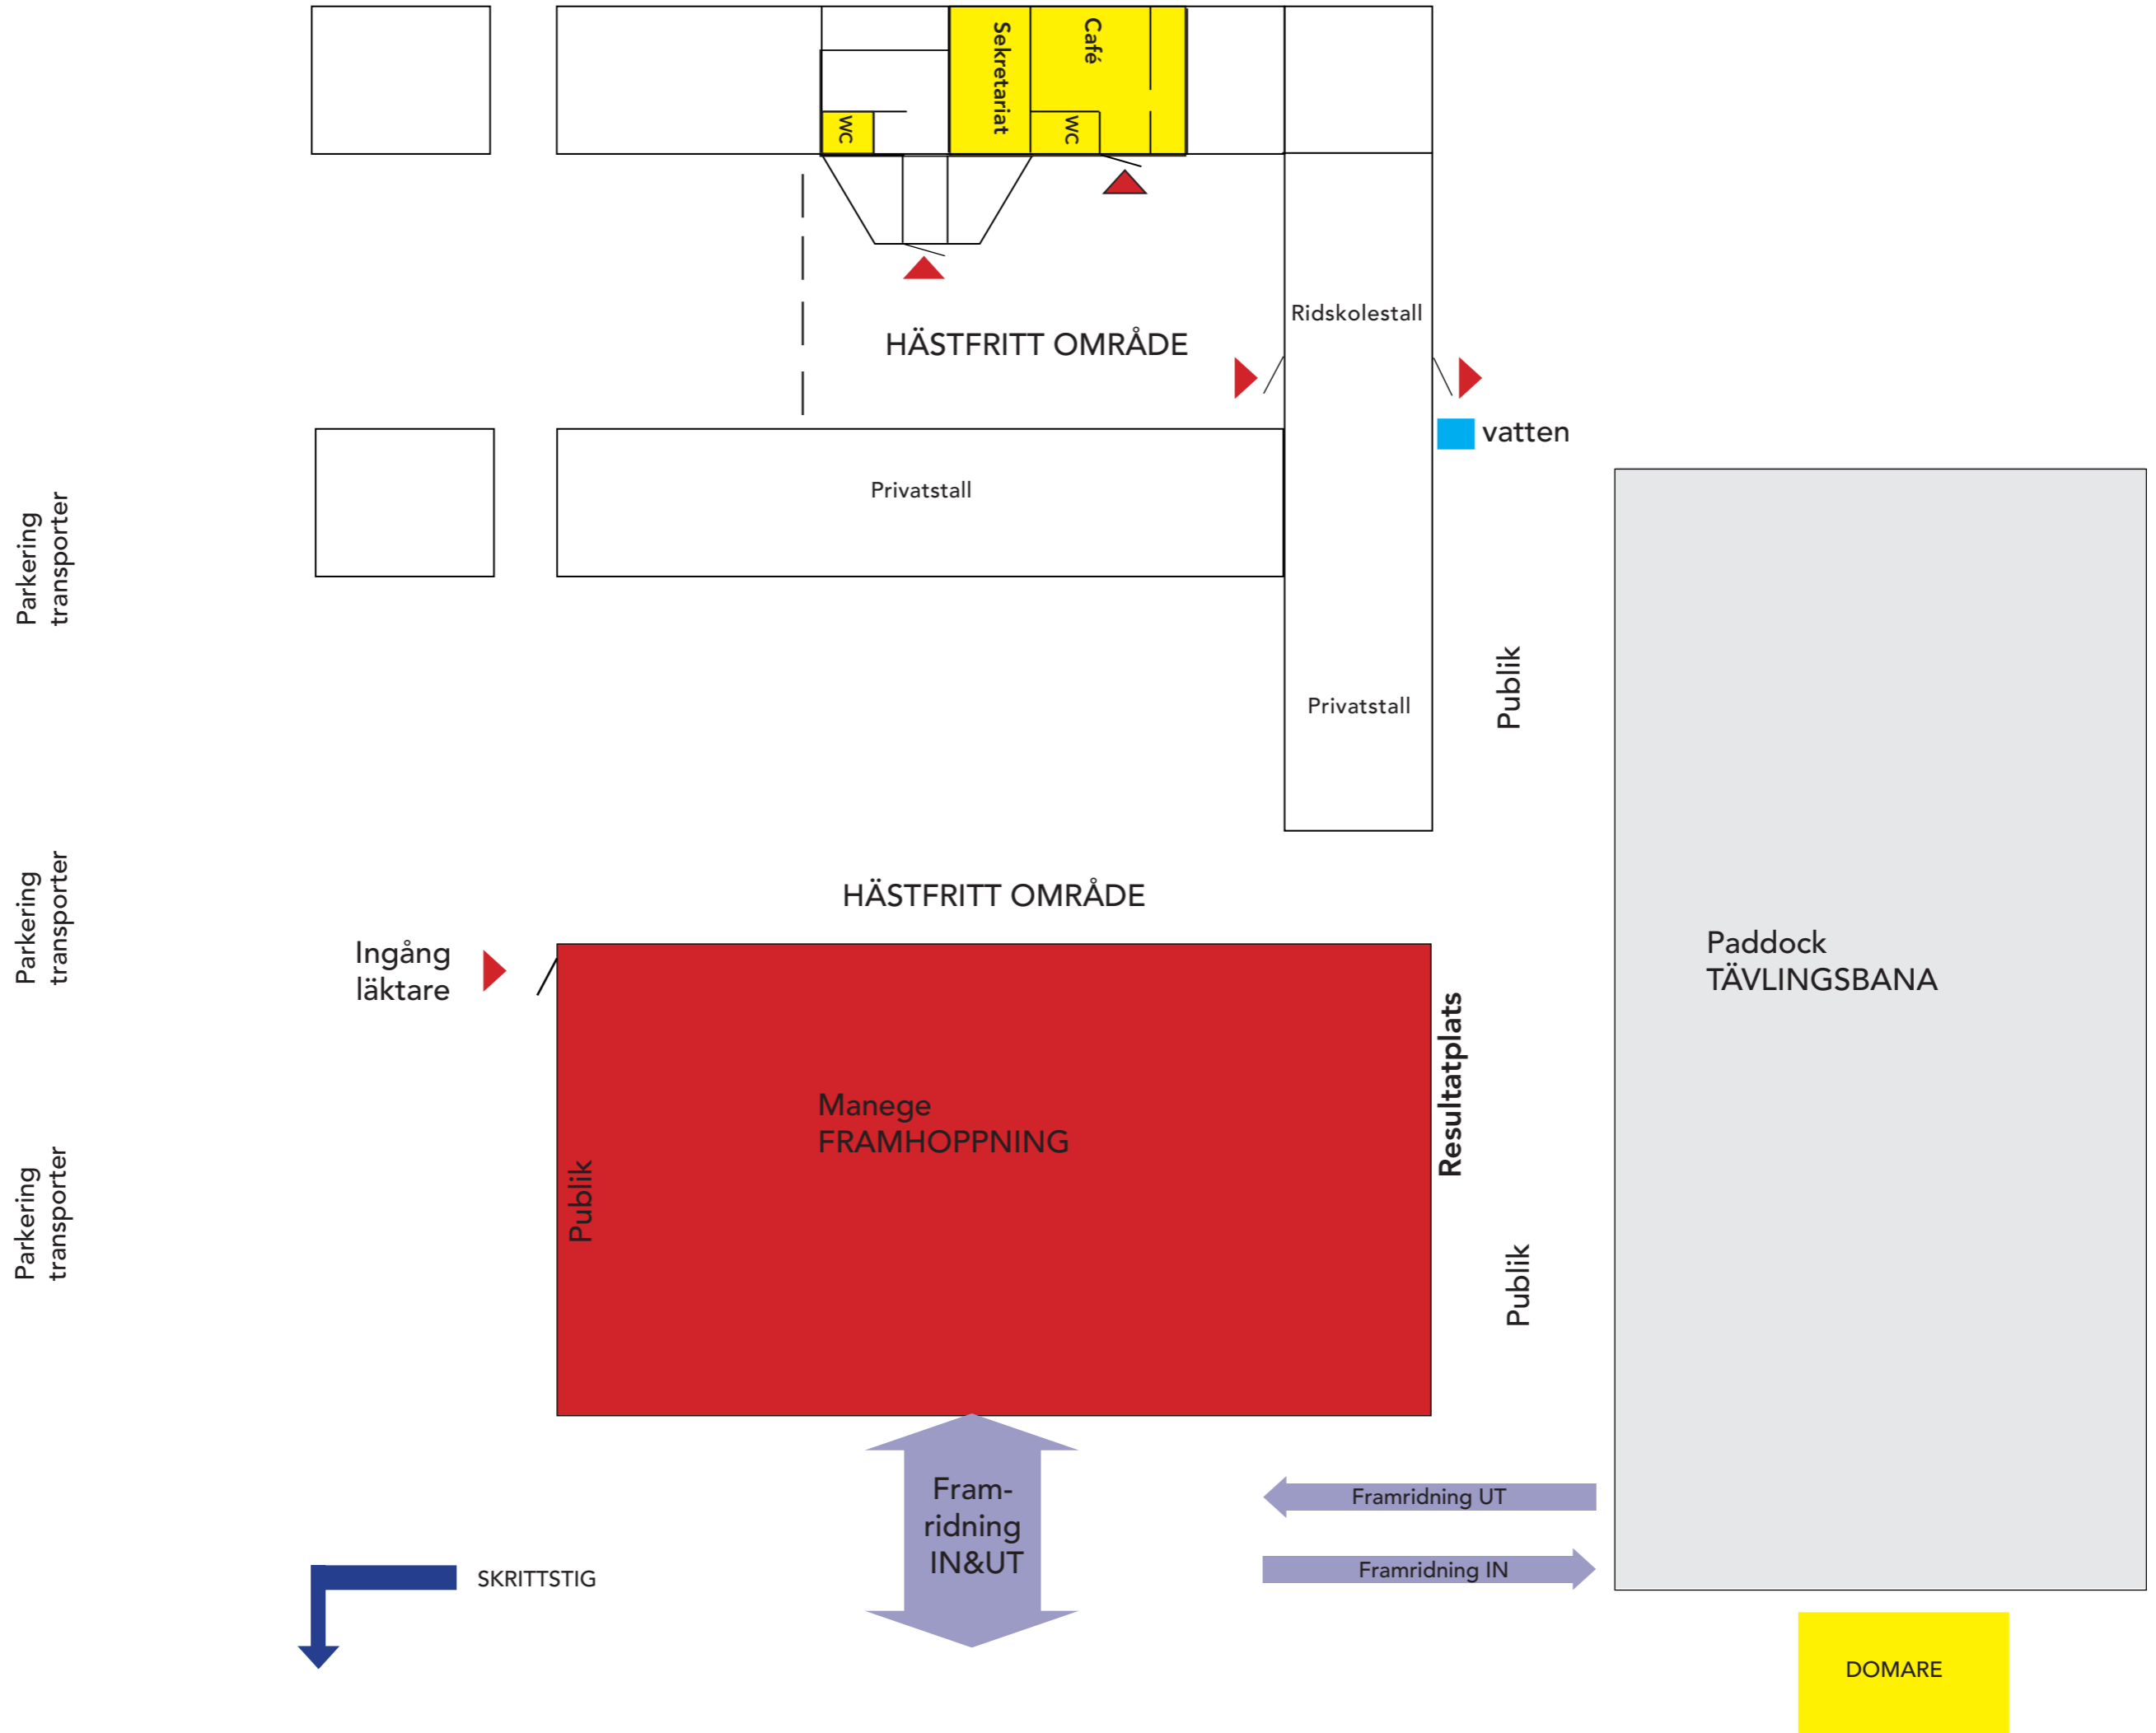 Sekretariat
Café
WC
WC
Ridskolestall
HÄSTFRITT OMRÅDE
vatten
Privatstall
Parkering
transporter
Publik
Privatstall
HÄSTFRITT OMRÅDE
Parkering
transporter
Ingång
läktare
Paddock
TÄVLINGSBANA
Resultatplats
Manege
FRAMHOPPNING
Publik
Parkering
transporter
Publik
Fram-
ridning
IN&UT
Framridning UT
Framridning IN
SKRITTSTIG
DOMARE